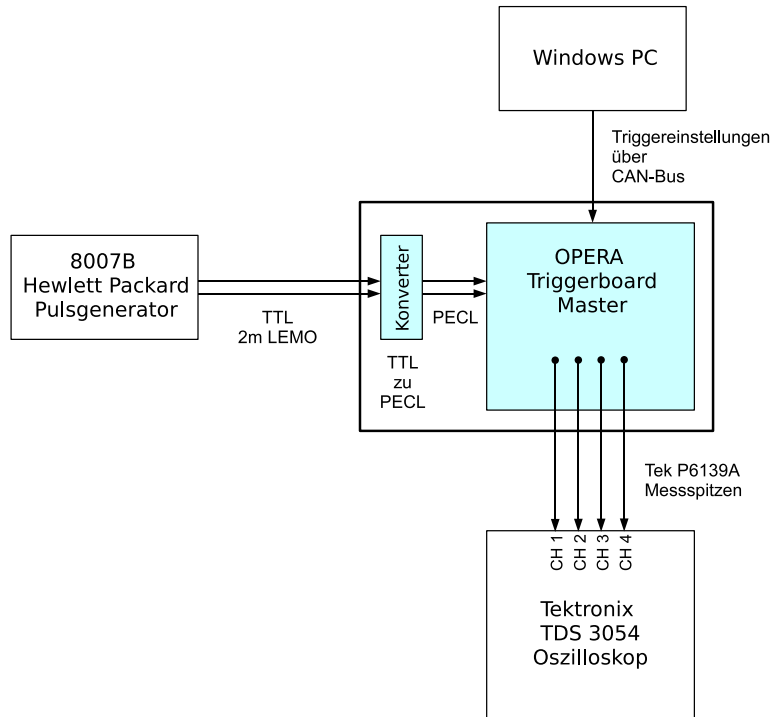 Windows PC
Triggereinstellungen
über
CAN-Bus
8007B
Hewlett Packard
Pulsgenerator
TTL
2m LEMO
Konverter
PECL
TTL
zu
PECL
OPERA
Triggerboard
Master
Tek P6139A
Messspitzen
CH 1
CH 2
CH 3
CH 4
Tektronix
TDS 3054
Oszilloskop